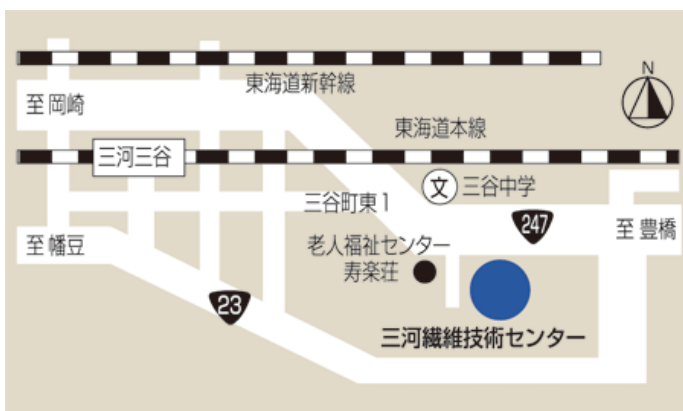 N
東海道新幹線
至岡崎
東海道本線
三河三谷
文
三谷中学
三谷町東1
247
至 豊橋
至幡豆
老人福祉センター
寿楽荘
23
三河繊維技術センター